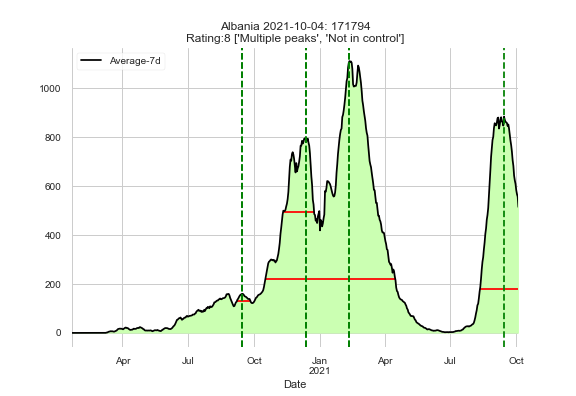 Albania 2021-10-04: 171794
Rating:8 ['Multiple peaks', 'Not in control']
Average-7d
1000
800
600
400
200
0
Apr Jul Oct Jan Apr Jul Oct
2021
Date